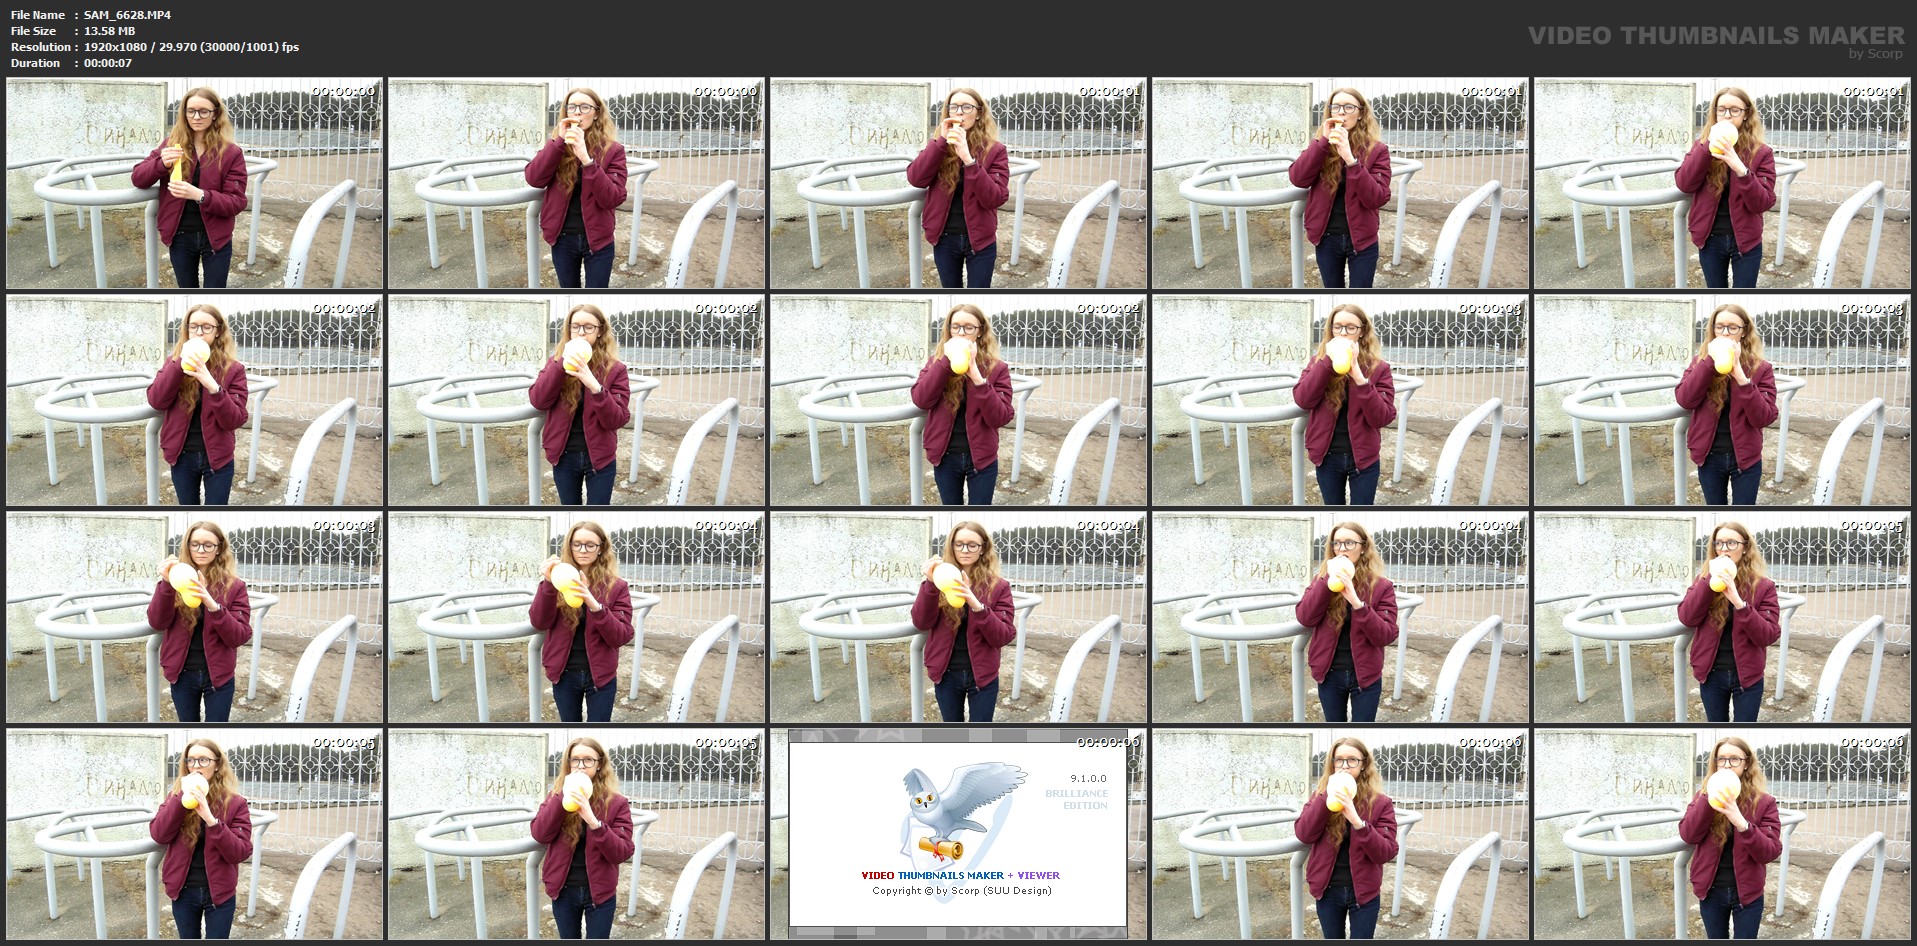 File Name : SAM_6628.MP4
File Size : 13.58 MB
Resolution : 1920x1080 / 29.970 (30000/1001) fps
Duration : 00:00:07
VIDEO THUMBNAILS MAKER
by Scorp
00:00:00
00:00:00
00:00:01
00:00:01
00:00:01
00:00:02
00:00:02
00:00:02
00:00:03
00:00:03
00:00:03
00:00:04
00:00:04
00:00:04
00:00:05
00:00:05
00:00:05
00:00:06
9.1.0.0
BRILLIANCE
EDITION
VIDEO THUMBNAILS MAKER + VIEWER
Copyright © by Scorp (SUU Design)
00:00:06
00:00:06